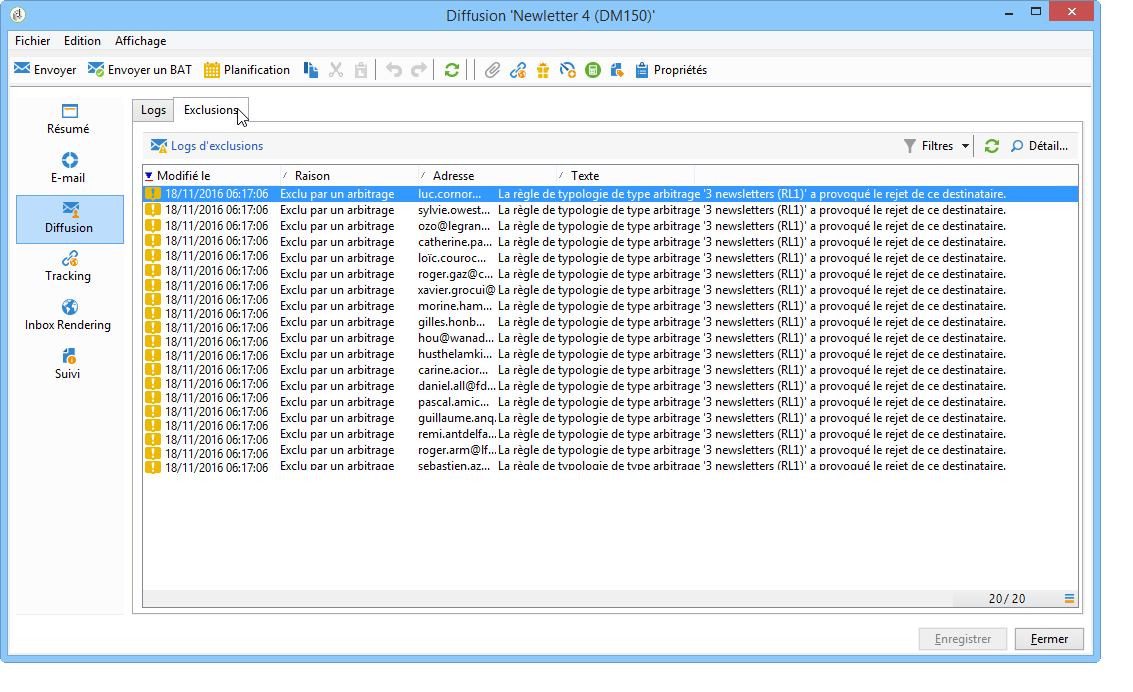 Diffusion 'Newletter 4 (DM150)'
Fichier Edition Affichage
Envoyer Envoyer un BAT Planification Propriétés
Résumé
E-mail
Diffusion
Tracking
Inbox Rendering
Suivi
Logs Exclusions
Logs d'exclusions Filtres Détail...
Modifié le Raison Adresse Texte
18/11/2016 06:17:06 Exclu par un arbitrage luc.cornor... La règle de typologie de type arbitrage '3 newsletters (RL1)' a provoqué le rejet de ce destinataire.
18/11/2016 06:17:06 Exclu par un arbitrage sylvie.owest... La règle de typologie de type arbitrage '3 newsletters (RL1)' a provoqué le rejet de ce destinataire.
18/11/2016 06:17:06 Exclu par un arbitrage ozo@legran... La règle de typologie de type arbitrage '3 newsletters (RL1)' a provoqué le rejet de ce destinataire.
18/11/2016 06:17:06 Exclu par un arbitrage catherine.pa... La règle de typologie de type arbitrage '3 newsletters (RL1)' a provoqué le rejet de ce destinataire.
18/11/2016 06:17:06 Exclu par un arbitrage loïc.couroc... La règle de typologie de type arbitrage '3 newsletters (RL1)' a provoqué le rejet de ce destinataire.
18/11/2016 06:17:06 Exclu par un arbitrage roger.gaz@c... La règle de typologie de type arbitrage '3 newsletters (RL1)' a provoqué le rejet de ce destinataire.
18/11/2016 06:17:06 Exclu par un arbitrage xavier.grocui@ La règle de typologie de type arbitrage '3 newsletters (RL1)' a provoqué le rejet de ce destinataire.
18/11/2016 06:17:06 Exclu par un arbitrage morine.ham... La règle de typologie de type arbitrage '3 newsletters (RL1)' a provoqué le rejet de ce destinataire.
18/11/2016 06:17:06 Exclu par un arbitrage gilles.honb... La règle de typologie de type arbitrage '3 newsletters (RL1)' a provoqué le rejet de ce destinataire.
18/11/2016 06:17:06 Exclu par un arbitrage hou@wanad... La règle de typologie de type arbitrage '3 newsletters (RL1)' a provoqué le rejet de ce destinataire.
18/11/2016 06:17:06 Exclu par un arbitrage husthelamki... La règle de typologie de type arbitrage '3 newsletters (RL1)' a provoqué le rejet de ce destinataire.
18/11/2016 06:17:06 Exclu par un arbitrage carine.acior... La règle de typologie de type arbitrage '3 newsletters (RL1)' a provoqué le rejet de ce destinataire.
18/11/2016 06:17:06 Exclu par un arbitrage daniel.all@fd... La règle de typologie de type arbitrage '3 newsletters (RL1)' a provoqué le rejet de ce destinataire.
18/11/2016 06:17:06 Exclu par un arbitrage pascal.amic... La règle de typologie de type arbitrage '3 newsletters (RL1)' a provoqué le rejet de ce destinataire.
18/11/2016 06:17:06 Exclu par un arbitrage guillaume.anq. La règle de typologie de type arbitrage '3 newsletters (RL1)' a provoqué le rejet de ce destinataire.
18/11/2016 06:17:06 Exclu par un arbitrage remi.antdelfa... La règle de typologie de type arbitrage '3 newsletters (RL1)' a provoqué le rejet de ce destinataire.
18/11/2016 06:17:06 Exclu par un arbitrage roger.arm@lf... La règle de typologie de type arbitrage '3 newsletters (RL1)' a provoqué le rejet de ce destinataire.
18/11/2016 06:17:06 Exclu par un arbitrage sebastien.az... La règle de typologie de type arbitrage '3 newsletters (RL1)' a provoqué le rejet de ce destinataire.
18/11/2016 06:17:06
18/11/2016 06:17:06
20 / 20
Enregistrer Fermer